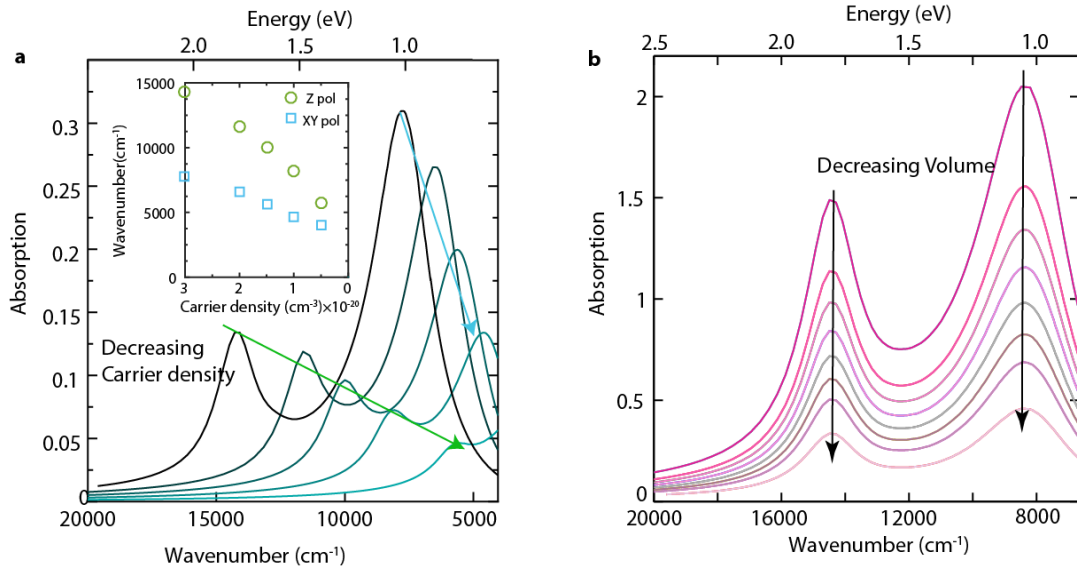 Energy (eV)
2.0 1.5 1.0
a
0.3
0.25
0.2
0.15
0.1
0.05
0
Absorption
15000
10000
5000
0
Wavenumber(cm-1)
Z pol
XY pol
3 2 1 0
Carrier density (cm-3)×10-20
Decreasing
Carrier density
20000 15000 10000 5000
Wavenumber (cm-1)
Energy (eV)
2.5 2.0 1.5 1.0
b
2
1.5
1
0.5
0
Absorption
Decreasing Volume
20000 16000 12000 8000
Wavenumber (cm-1)